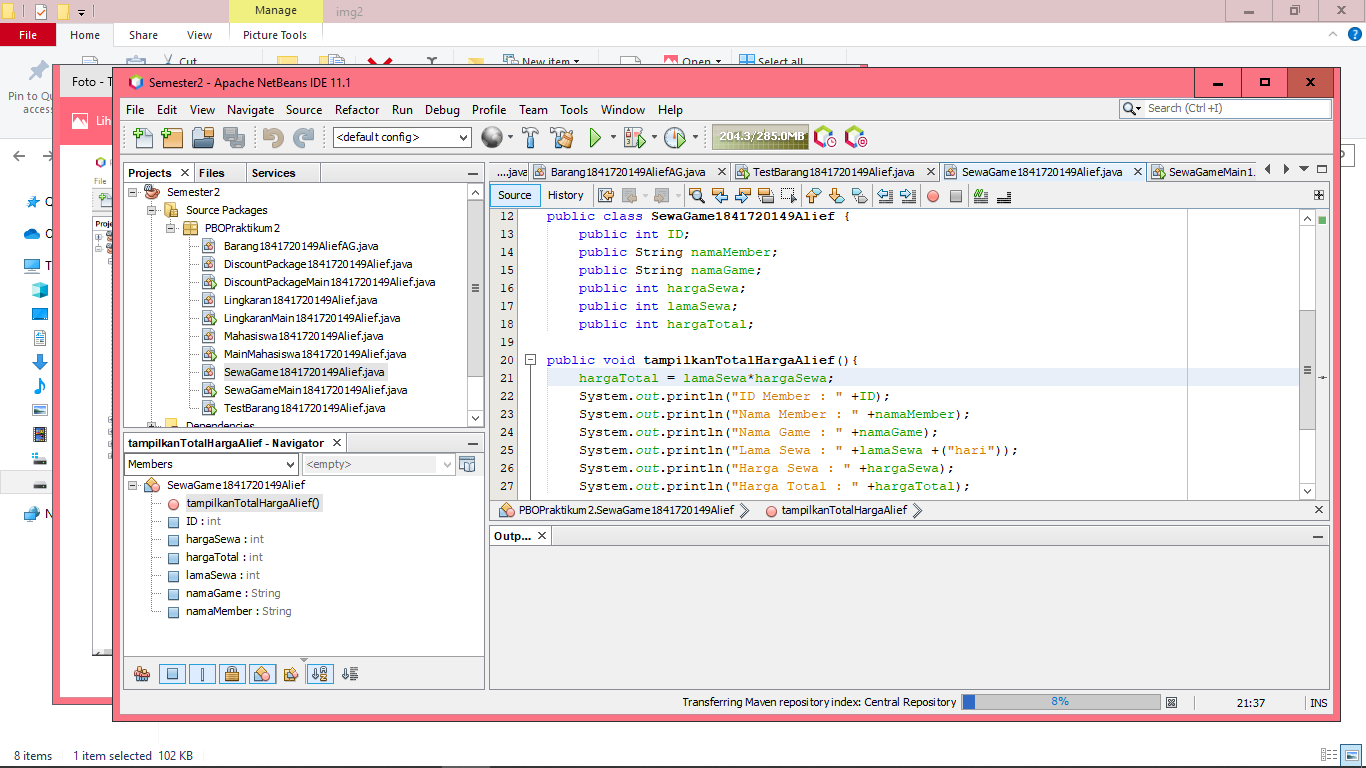 Manage img2
File Home Share View Picture Tools
Cut New item Open Select all
Pin to Qu
access
Foto - T
Lih
File
Proj
8 items 1 item selected 102 KB
Semester2 - Apache NetBeans IDE 11.1
File Edit View Navigate Source Refactor Run Debug Profile Team Tools Window Help
Search (Ctrl+I)
<default config> 204.3/285.0MB
Projects Files Services
Semester2
Source Packages
PBOPraktikum2
Barang1841720149AliefAG.java
DiscountPackage1841720149Alief.java
DiscountPackageMain1841720149Alief.java
Lingkaran1841720149Alief.java
LingkaranMain1841720149Alief.java
Mahasiswa1841720149Alief.java
MainMahasiswa1841720149Alief.java
SewaGame1841720149Alief.java
SewaGameMain1841720149Alief.java
TestBarang1841720149Alief.java
Dependencies
tampilkanTotalHargaAlief - Navigator
Members <empty>
SewaGame1841720149Alief
tampilkanTotalHargaAlief()
ID : int
hargaSewa : int
hargaTotal : int
lamaSewa : int
namaGame : String
namaMember : String
....java Barang1841720149AliefAG.java TestBarang1841720149Alief.java SewaGame1841720149Alief.java SewaGameMain1...
Source History
12 public class SewaGame1841720149Alief {
13 public int ID;
14 public String namaMember;
15 public String namaGame;
16 public int hargaSewa;
17 public int lamaSewa;
18 public int hargaTotal;
19
20 public void tampilkanTotalHargaAlief(){
21 hargaTotal = lamaSewa*hargaSewa;
22 System.out.println("ID Member : " +ID);
23 System.out.println("Nama Member : " +namaMember);
24 System.out.println("Nama Game : " +namaGame);
25 System.out.println("Lama Sewa : " +lamaSewa +("hari"));
26 System.out.println("Harga Sewa : " +hargaSewa);
27 System.out.println("Harga Total : " +hargaTotal);
PBOPraktikum2.SewaGame1841720149Alief tampilkanTotalHargaAlief
Outp...
Transferring Maven repository index: Central Repository 8% 21:37 INS